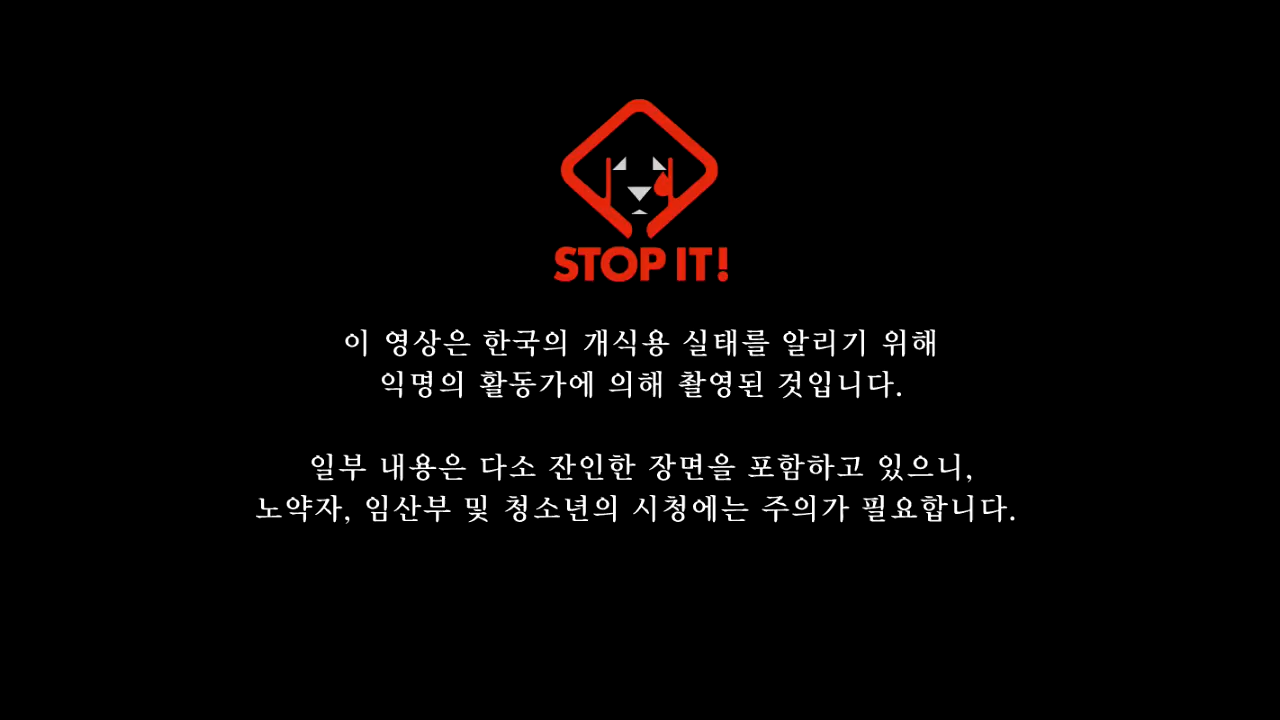 STOP IT!
이 영상은 한국의 개식용 실태를 알리기 위해
익명의 활동가에 의해 촬영된 것입니다.
일부 내용은 다소 잔인한 장면을 포함하고 있으니,
노약자, 임산부 및 청소년의 시청에는 주의가 필요합니다.